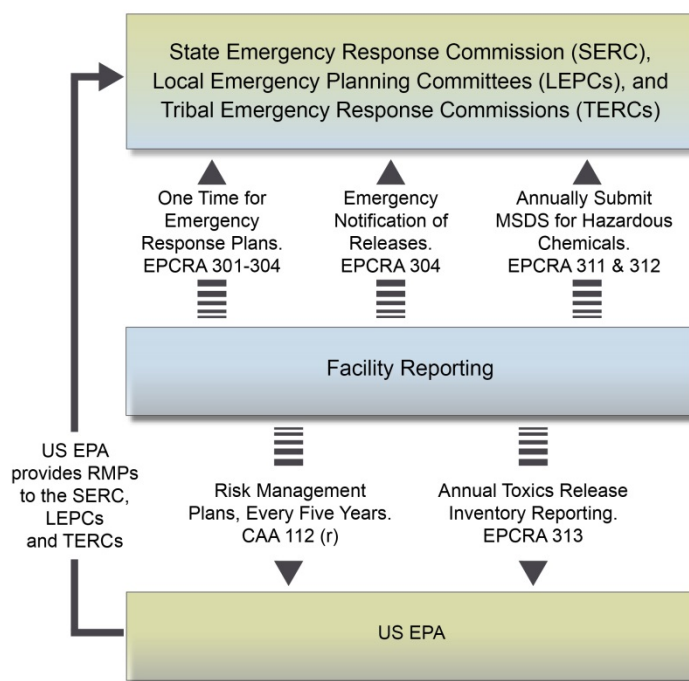 State Emergency Response Commission (SERC),
Local Emergency Planning Committees (LEPCs), and
Tribal Emergency Response Commissions (TERCs)
One Time for
Emergency
Response Plans.
EPCRA 301-304
Emergency
Notification of
Releases.
EPCRA 304
Annually Submit
MSDS for Hazardous
Chemicals.
EPCRA 311 & 312
Facility Reporting
US EPA
provides RMPs
to the SERC,
LEPCs
and TERCs
Risk Management
Plans, Every Five Years.
CAA 112 (r)
Annual Toxics Release
Inventory Reporting.
EPCRA 313
US EPA